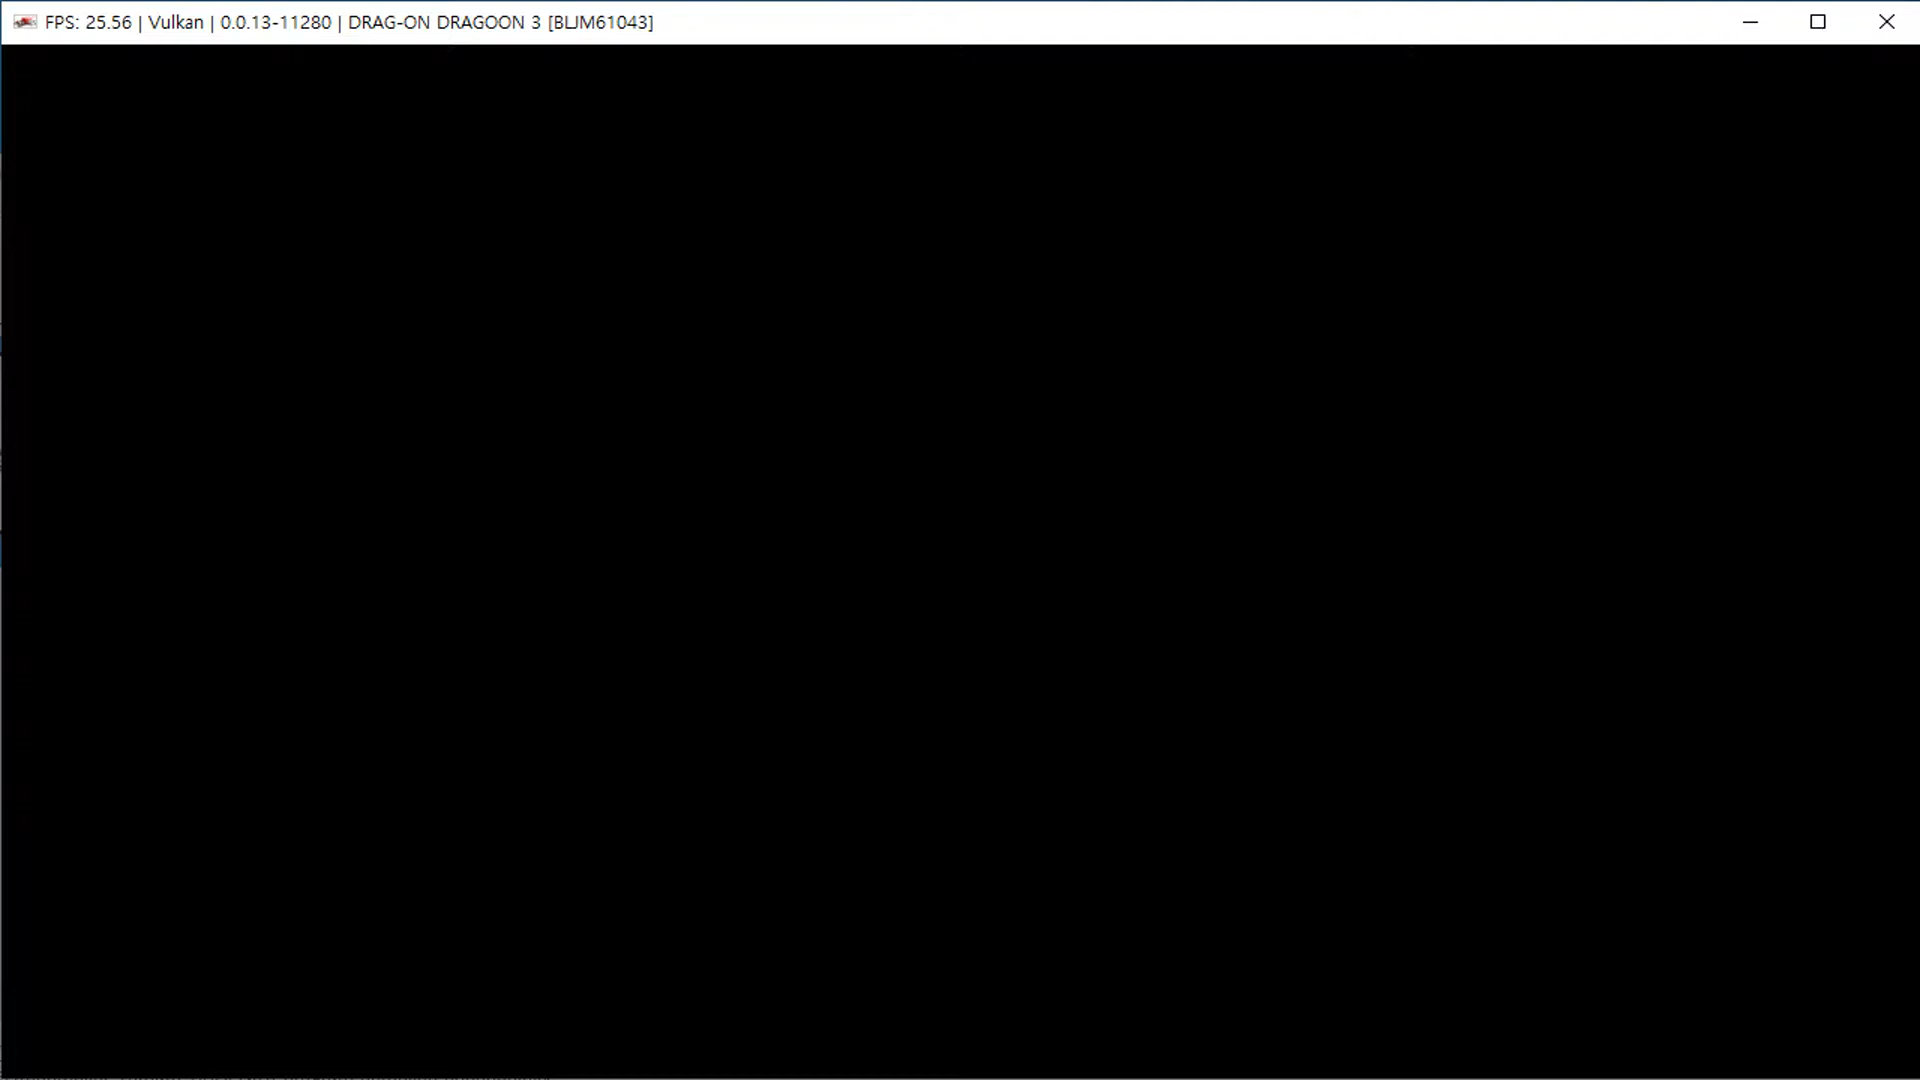 FPS: 25.56 | Vulkan | 0.0.13-11280 | DRAG-ON DRAGOON 3 [BLJM61043]